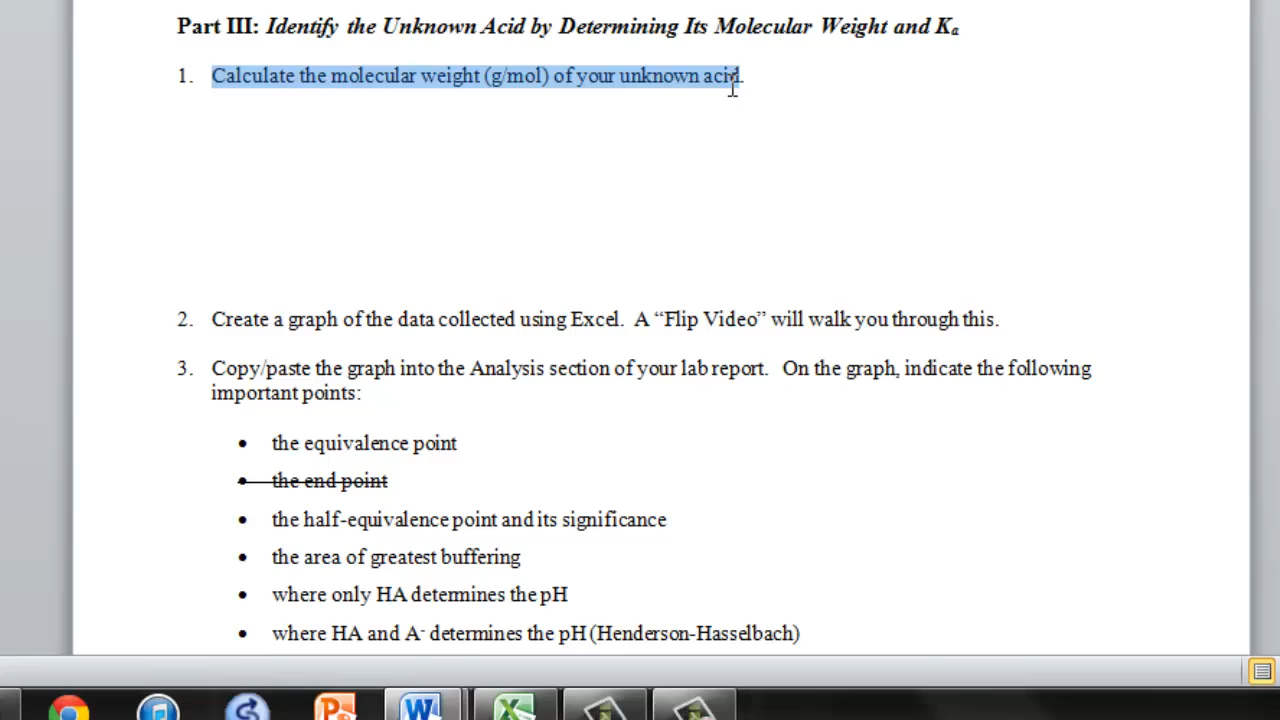 Part III: Identify the Unknown Acid by Determining Its Molecular Weight and Ka
1. Calculate the molecular weight (g/mol) of your unknown acid.
2. Create a graph of the data collected using Excel. A “Flip Video” will walk you through this.
3. Copy/paste the graph into the Analysis section of your lab report. On the graph, indicate the following
important points:
• the equivalence point
• the end point
• the half-equivalence point and its significance
• the area of greatest buffering
• where only HA determines the pH
• where HA and A- determines the pH (Henderson-Hasselbach)